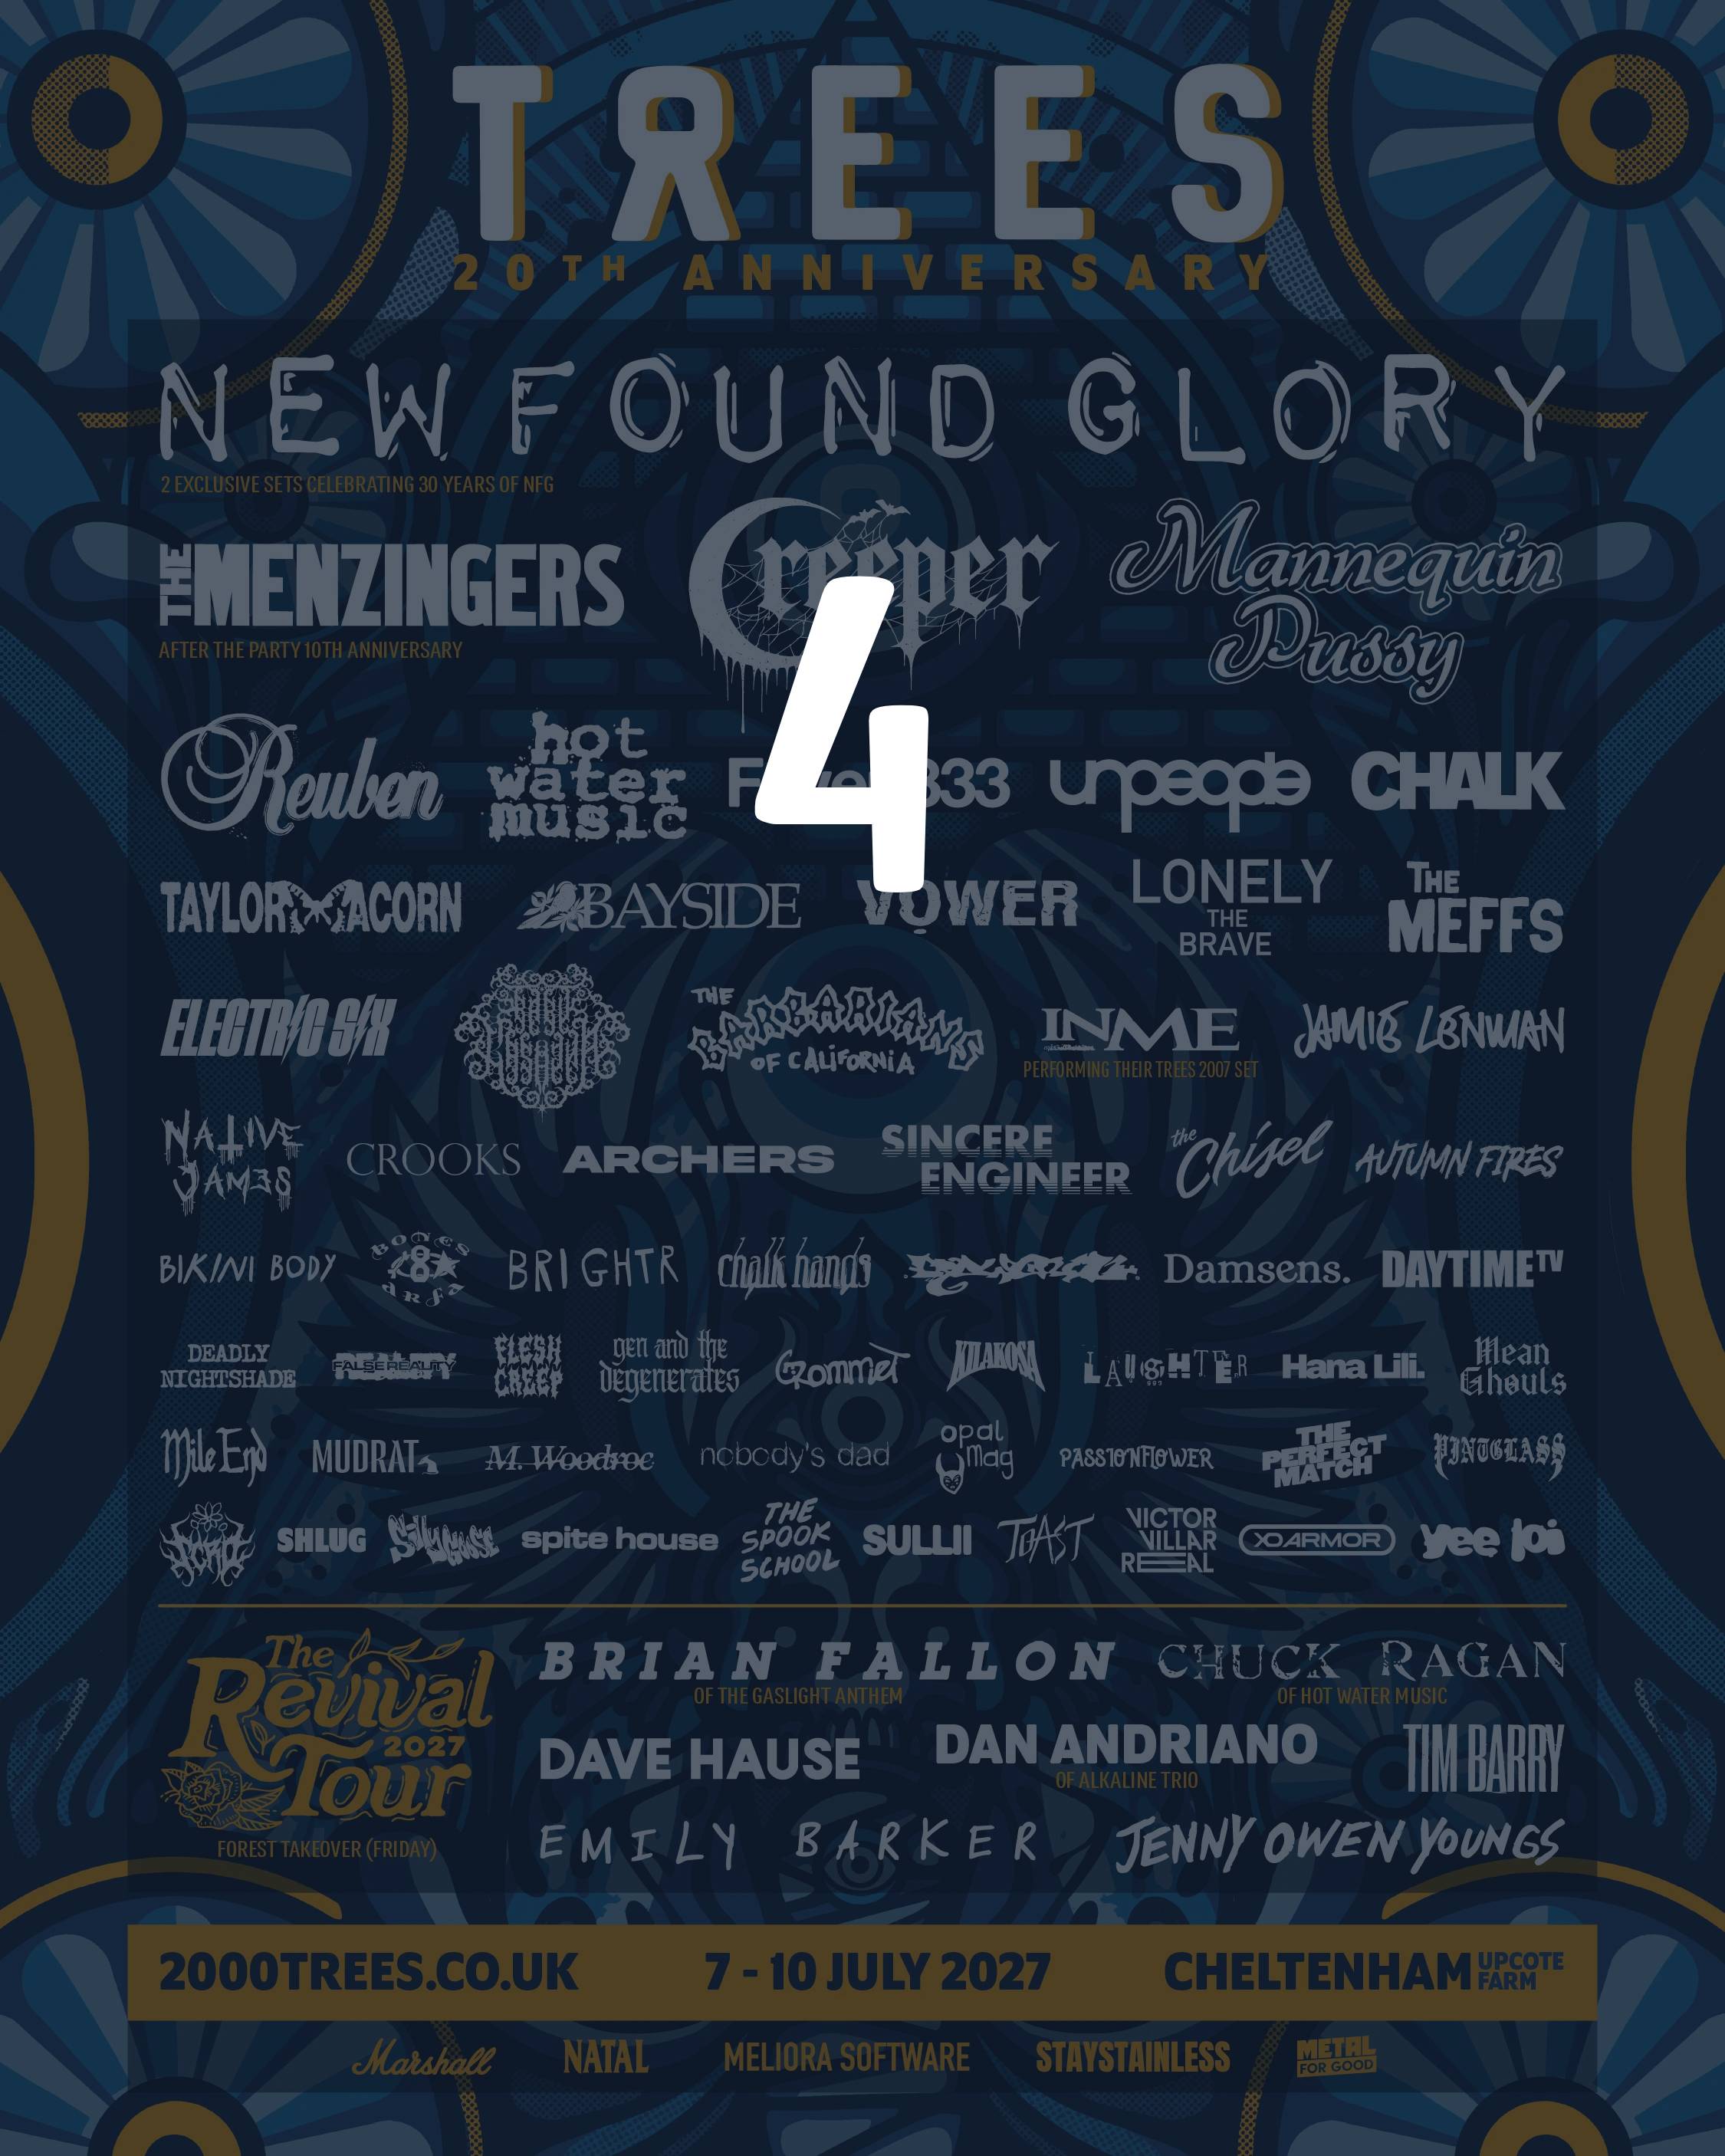 TREES
20TH ANNIVERSARY
NEW FOUND GLORY
2 EXCLUSIVE SETS CELEBRATING 30 YEARS OF NFG
THE MENZINGERS Creeper Mannequin Pussy
AFTER THE PARTY 10TH ANNIVERSARY
4
Reuben hot water music unpeople CHALK
TAYLOR ACORN BAYSIDE VOWER LONELY THE BRAVE THE MEFFS
ELECTRIC SIX THE BARBARIANS OF CALIFORNIA INME JAMIE LENMAN
PERFORMING THEIR TREES 2007 SET
NATIVE JAMES CROOKS ARCHERS SINCERE ENGINEER the Chisel AUTUMN FIRES
BIKINI BODY BRIGHTR chalk hands Damsens. DAYTIME TV
DEADLY NIGHTSHADE FALSE REALITY FLESH CREEP gen and the degenerates Grommet KILAKOSA LAUGHTER Hana Lili. Mean Ghouls
Mile End MUDRAT M. Woodroe nobody's dad opal mag PASSIONFLOWER THE PERFECT MATCH PINTGLASS
SHLUG SILLYGOOSE spite house THE SPOOK SCHOOL SULLII TOAST VICTOR VILLARREAL XO ARMOR yee loi
The Revival Tour 2027
FOREST TAKEOVER (FRIDAY)
BRIAN FALLON CHUCK RAGAN
OF THE GASLIGHT ANTHEM OF HOT WATER MUSIC
DAVE HAUSE DAN ANDRIANO TIM BARRY
OF ALKALINE TRIO
EMILY BARKER JENNY OWEN YOUNGS
2000TREES.CO.UK 7 - 10 JULY 2027 CHELTENHAM UPCOTE FARM
Marshall NATAL MELIORA SOFTWARE STAYSTAINLESS METAL FOR GOOD